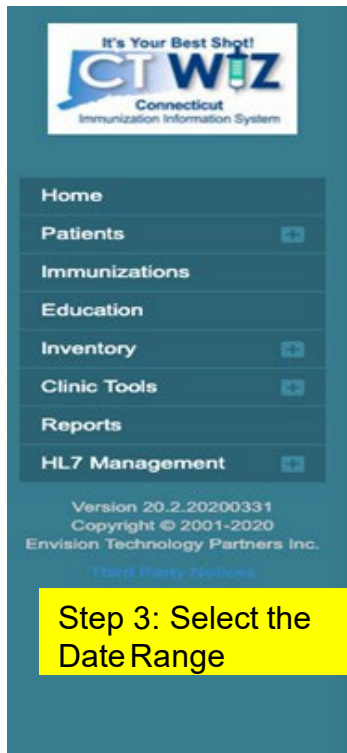 It's Your Best Shot!
CT WiZ
Connecticut
Immunization Information System
Home
Patients
Immunizations
Education
Inventory
Clinic Tools
Reports
HL7 Management
Version 20.2.20200331
Copyright © 2001-2020
Envision Technology Partners Inc.
Third Party Notices
Step 3: Select the
Date Range